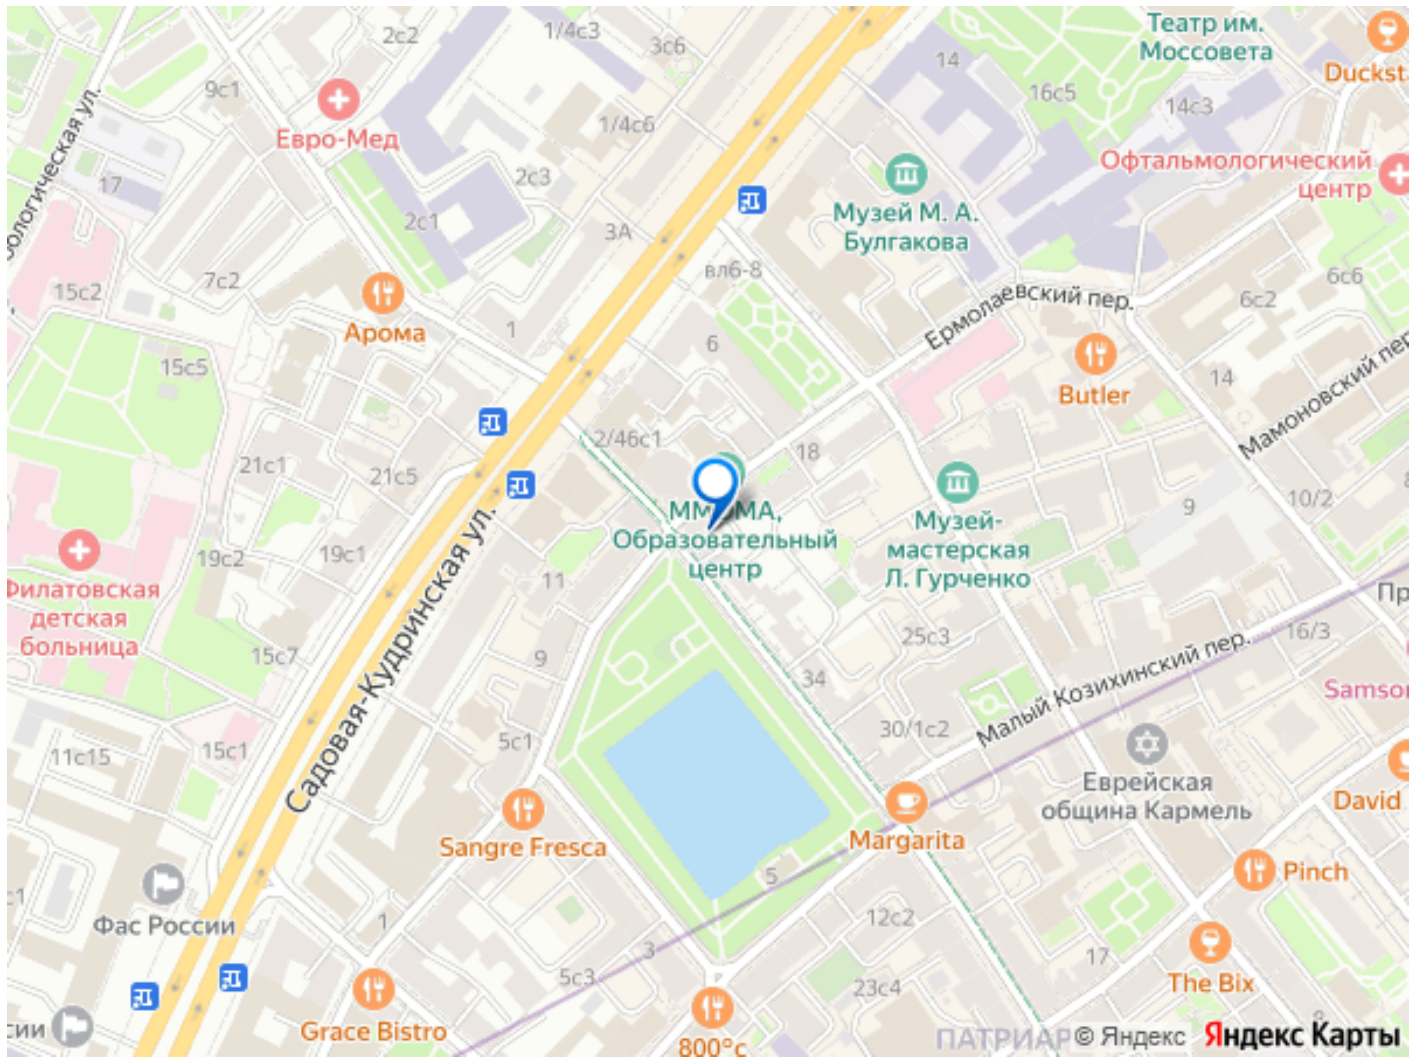 2с2
1/4с3
3с6
Театр им.
Моссовета
Duckst
9с1
14
16с5
14с3
Евро-Мед
1/4с6
Офтальмологический
центр
ологическая ул.
17
2с3
2с1
3А
Музей М. А.
Булгакова
вл6-8
6с6
15с2
7с2
6с2
Ермолаевский пер.
Арома
1
6
15с5
14
Butler
Мамоновский пер
2/46с1
18
21с1
21с5
10/2
9
19с2
19с1
Садовая-Кудринская ул.
Образовательный
центр
Музей-
мастерская
Л. Гурченко
11
Филатовская
детская
больница
Пр
16/3
25с3
9
15с7
34
Малый Козихинский пер.
Samso
30/1с2
5с1
15с1
11с15
Еврейская
община Кармель
David
Sangre Fresca
Margarita
Pinch
5
Фас России
1
12с2
3
17
The Bix
5с3
23с4
Grace Bistro
800°с
сии
ПАТРИАР
© Яндекс
Яндекс Карты